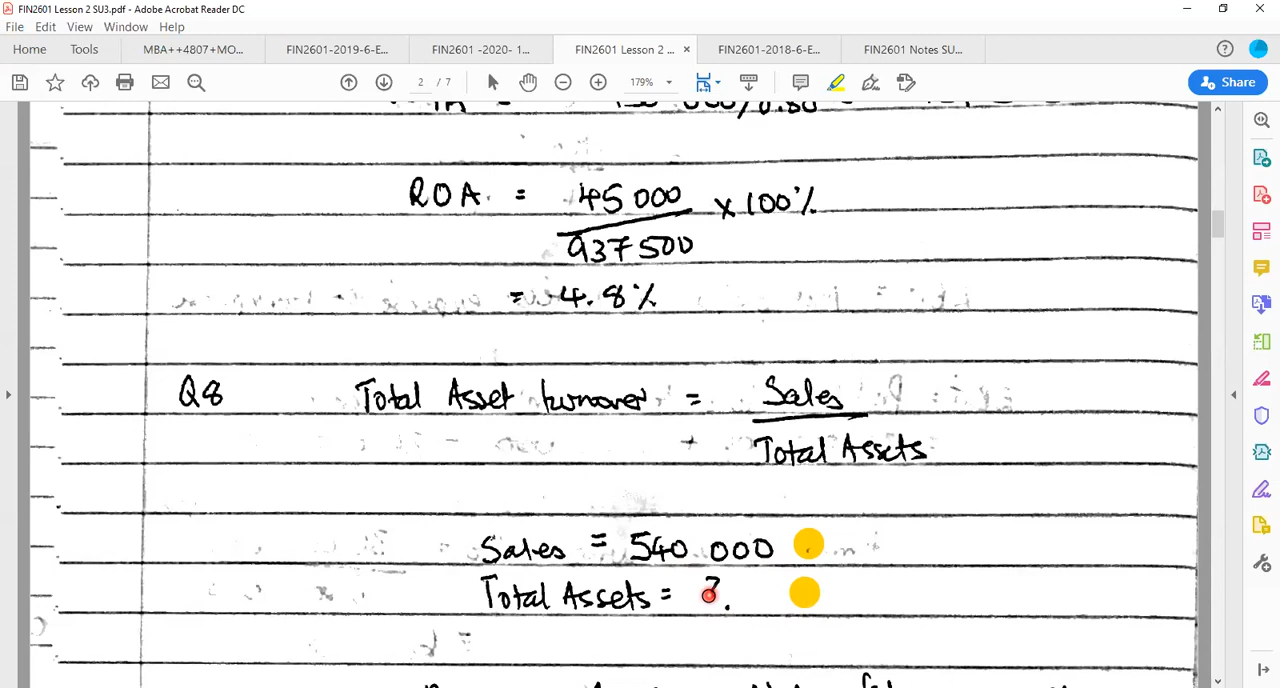 FIN2601 Lesson 2 SU3.pdf - Adobe Acrobat Reader DC
File Edit View Window Help
Home Tools MBA++4807+MO... FIN2601-2019-6-E... FIN2601 -2020- 1... FIN2601 Lesson 2 ... × FIN2601-2018-6-E... FIN2601 Notes SU...
2 / 7 179% Share
ROA = 45 000 x 100%
937 500
= 4.8%
Q8 Total Asset turnover = Sales
Total Assets
Sales = 540 000
Total Assets = ?.